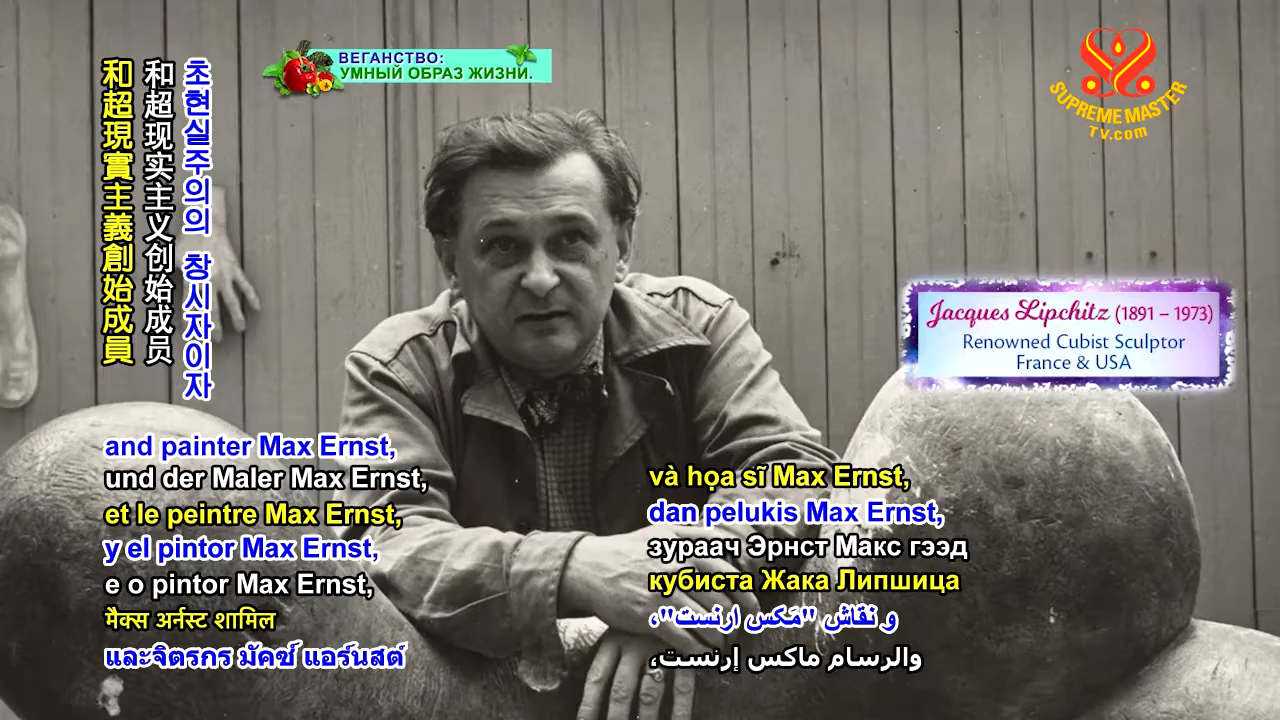 ВЕГАНСТВО:
УМНЫЙ ОБРАЗ ЖИЗНИ.
SUPREME MASTER
TV.com
和超現實主義創始成員
和超现实主义创始成员
초현실주의의 창시자이자
Jacques Lipchitz (1891 – 1973)
Renowned Cubist Sculptor
France & USA
and painter Max Ernst,
und der Maler Max Ernst,
et le peintre Max Ernst,
y el pintor Max Ernst,
e o pintor Max Ernst,
मैक्स अर्नस्ट शामिल
และจิตรกร มัคซ์ แอร์นสต์
và họa sĩ Max Ernst,
dan pelukis Max Ernst,
зураач Эрнст Макс гээд
кубиста Жака Липшица
و نقاش "مَکس ارنست"،
والرسام ماكس إرنست،